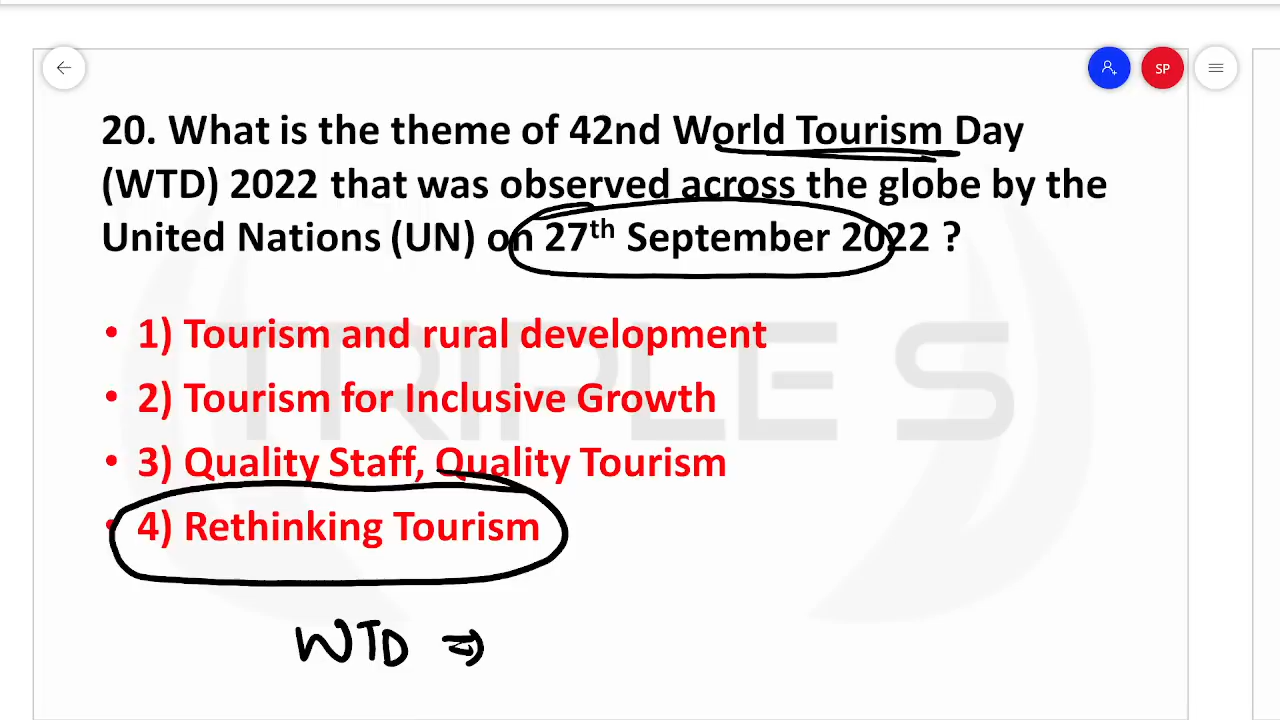 SP
20. What is the theme of 42nd World Tourism Day
(WTD) 2022 that was observed across the globe by the
United Nations (UN) on 27th September 2022 ?
• 1) Tourism and rural development
• 2) Tourism for Inclusive Growth
• 3) Quality Staff, Quality Tourism
• 4) Rethinking Tourism
TRIPLE S
WTD ⇒